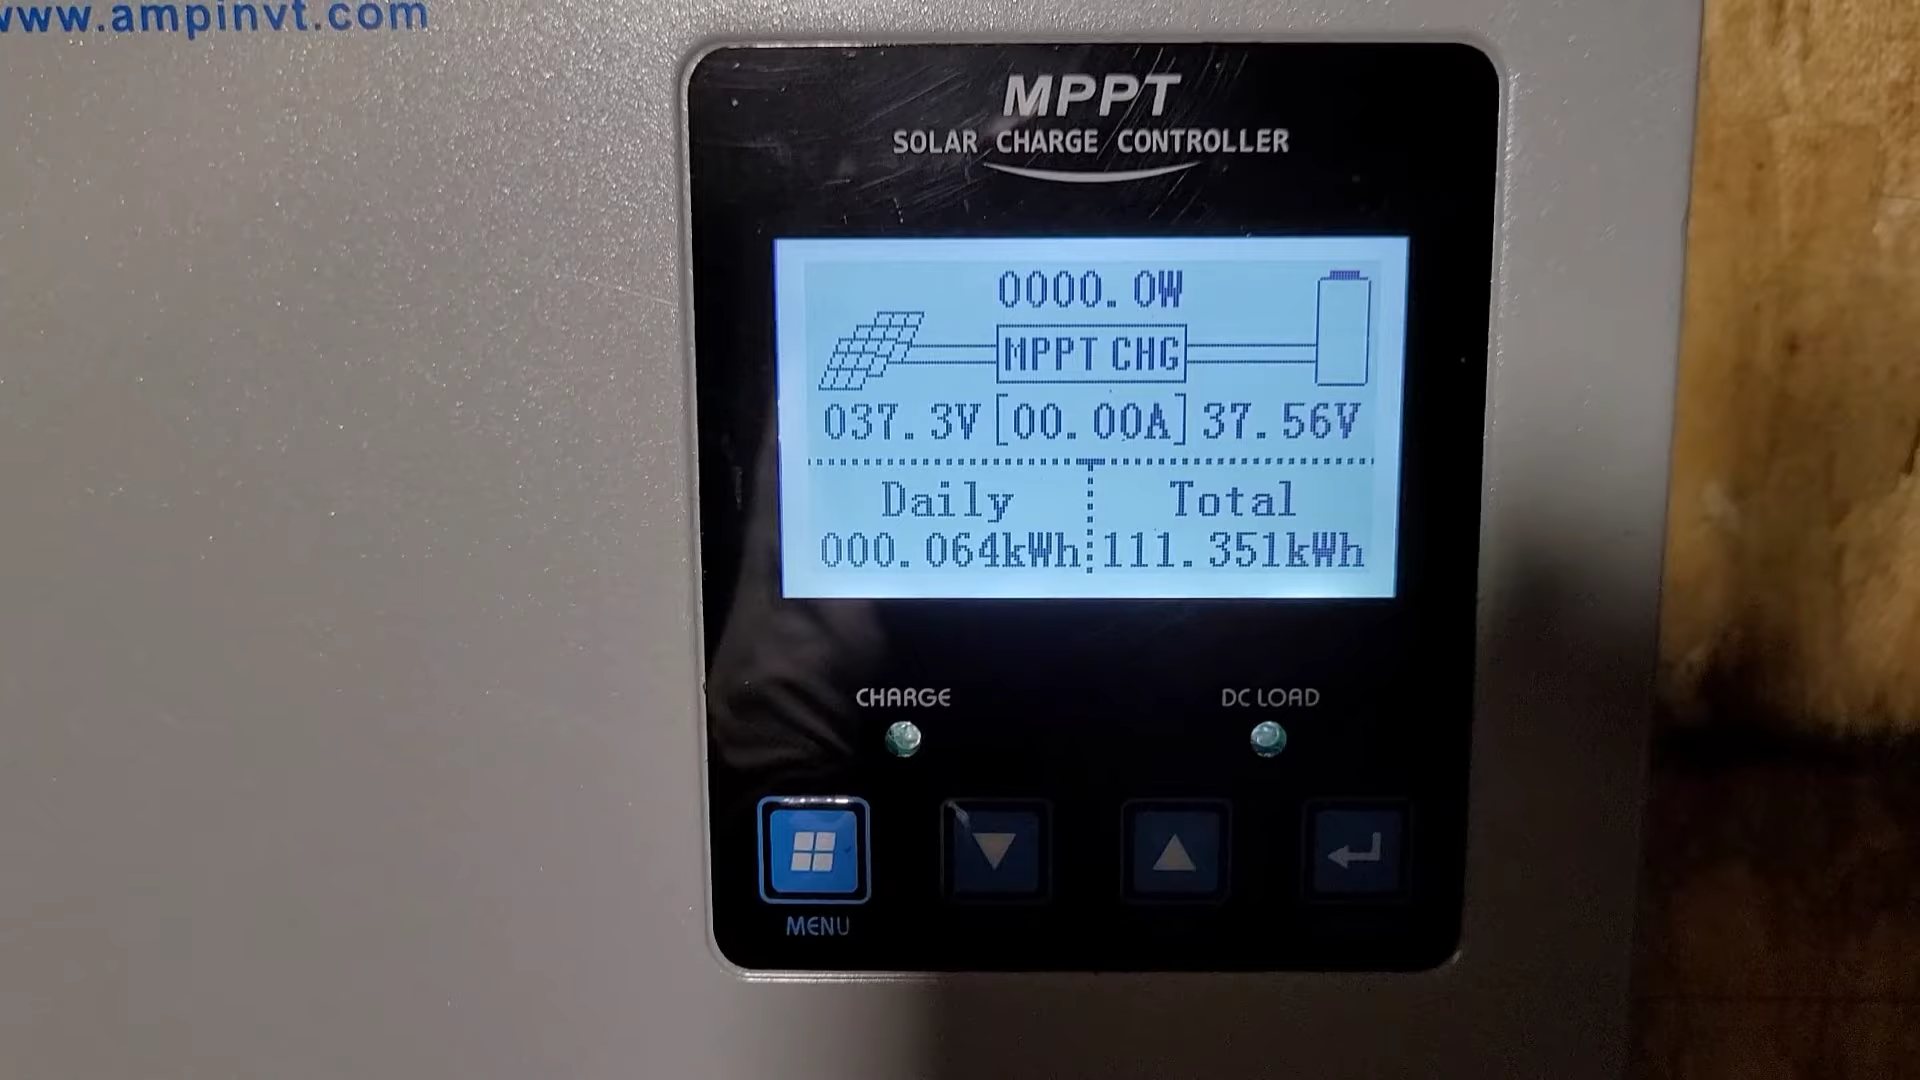 www.ampinvt.com
MPPT
SOLAR CHARGE CONTROLLER
0000.0W
MPPT CHG
037.3V [00.00A] 37.56V
Daily Total
000.064kWh 111.351kWh
CHARGE DC LOAD
MENU